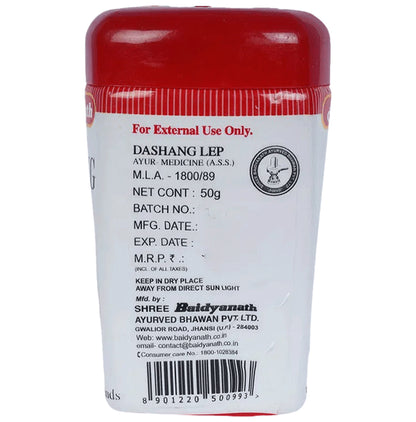 For External Use Only.
DASHANG LEP
AYUR- MEDICINE (A.S.S.)
M.L.A. - 1800/89
NET CONT : 50g
BATCH NO.:
MFG. DATE.:
EXP. DATE :
M.R.P. ₹ .:
(INCL. OF ALL TAXES)
KEEP IN DRY PLACE
AWAY FROM DIRECT SUN LIGHT
Mfd. by :
SHREE Baidyanath
AYURVED BHAWAN PVT. LTD.
GWALIOR ROAD, JHANSI (U.P.) - 284003
Web: www.baidyanath.co.in
email- contact@baidyanath.co.in
Consumer care No.: 1800-1028384
8 901220 500993